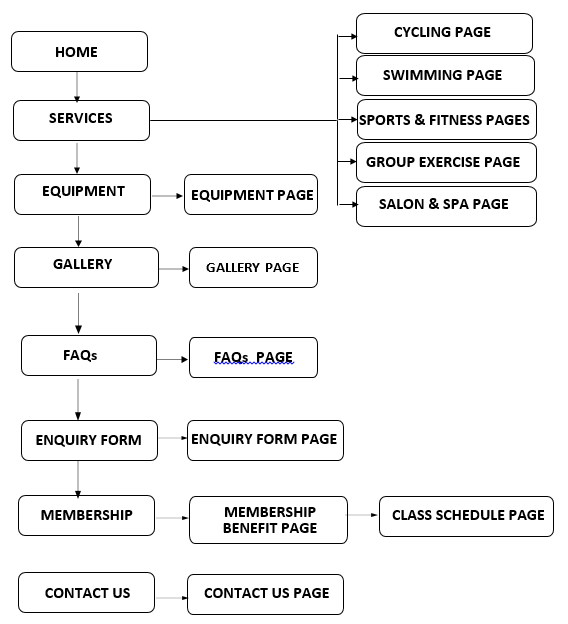 HOME
SERVICES
CYCLING PAGE
SWIMMING PAGE
SPORTS & FITNESS PAGES
GROUP EXERCISE PAGE
SALON & SPA PAGE
EQUIPMENT
EQUIPMENT PAGE
GALLERY
GALLERY PAGE
FAQs
FAQs PAGE
ENQUIRY FORM
ENQUIRY FORM PAGE
MEMBERSHIP
MEMBERSHIP
BENEFIT PAGE
CLASS SCHEDULE PAGE
CONTACT US
CONTACT US PAGE